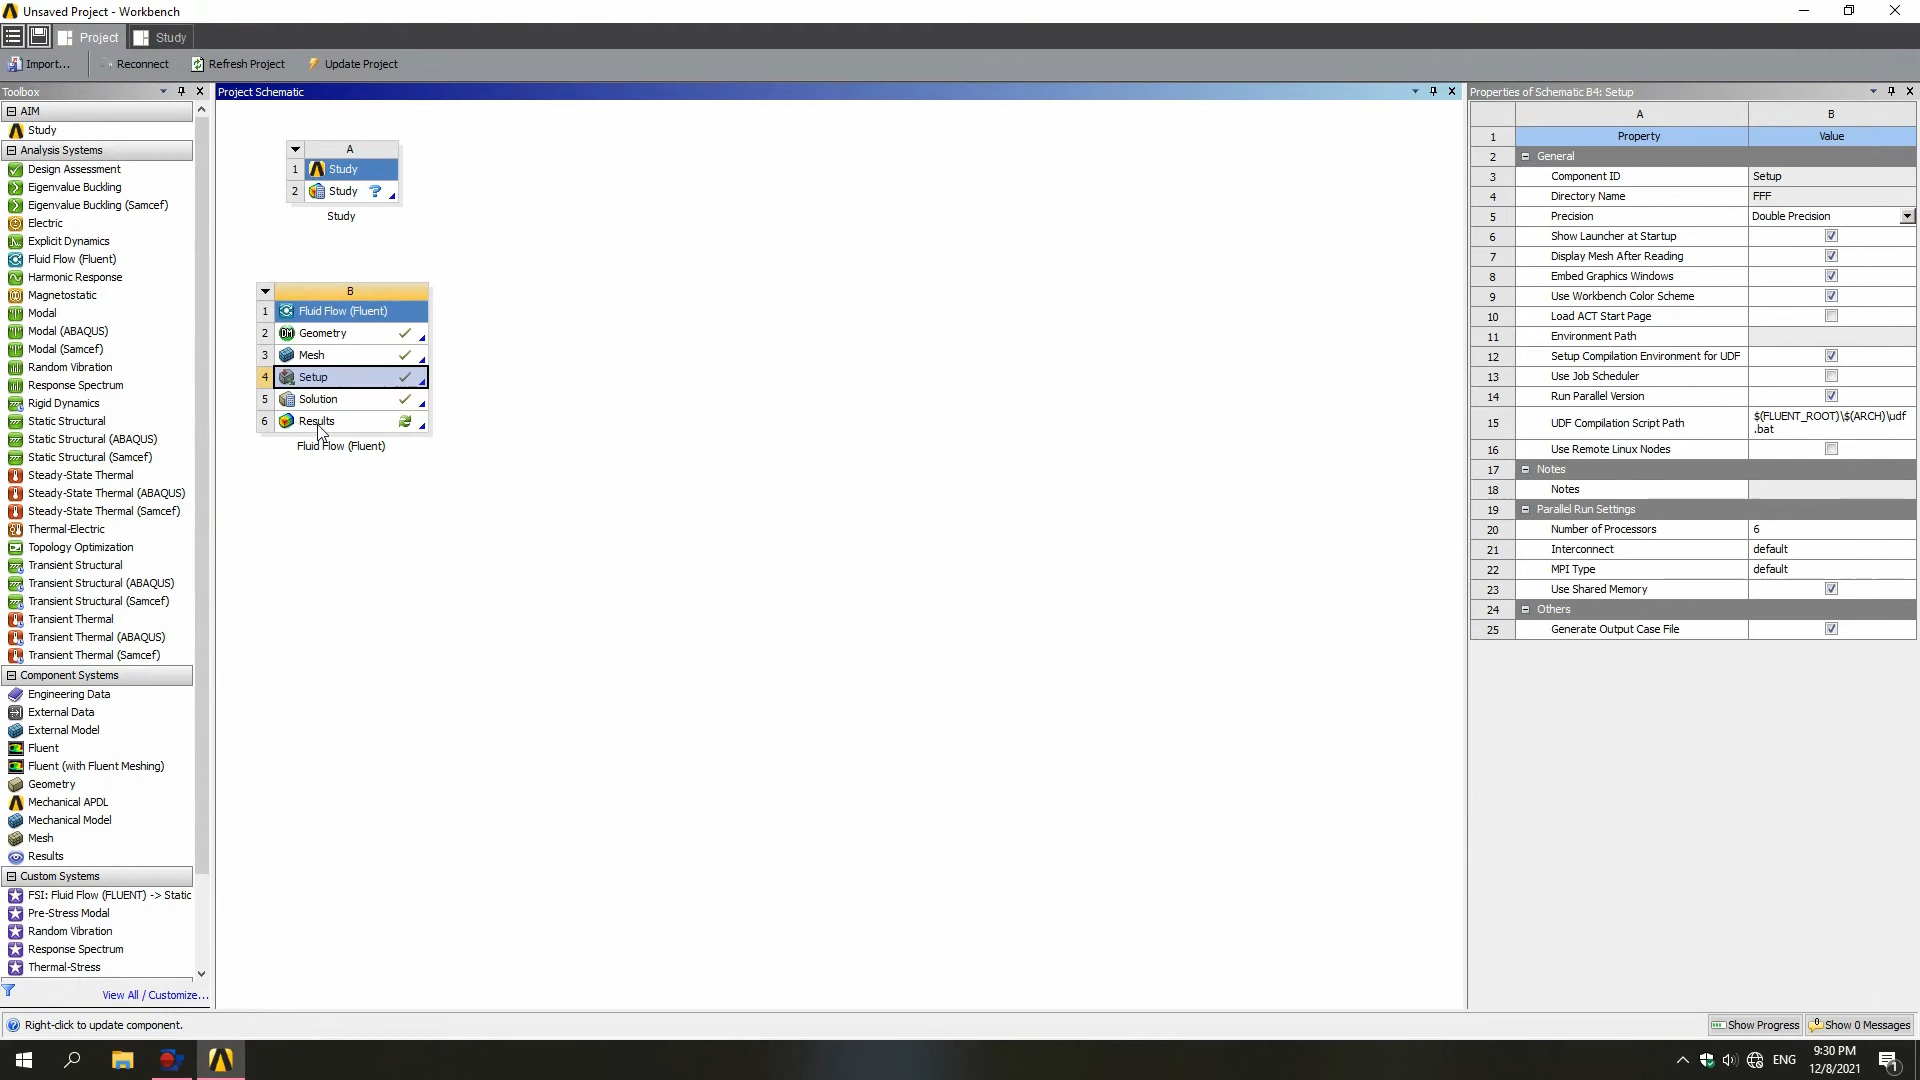 Unsaved Project - Workbench
Project
Study
Import...
Reconnect
Refresh Project
Update Project
Toolbox
AIM
Study
Analysis Systems
Design Assessment
Eigenvalue Buckling
Eigenvalue Buckling (Samcef)
Electric
Explicit Dynamics
Fluid Flow (Fluent)
Harmonic Response
Magnetostatic
Modal
Modal (ABAQUS)
Modal (Samcef)
Random Vibration
Response Spectrum
Rigid Dynamics
Static Structural
Static Structural (ABAQUS)
Static Structural (Samcef)
Steady-State Thermal
Steady-State Thermal (ABAQUS)
Steady-State Thermal (Samcef)
Thermal-Electric
Topology Optimization
Transient Structural
Transient Structural (ABAQUS)
Transient Structural (Samcef)
Transient Thermal
Transient Thermal (ABAQUS)
Transient Thermal (Samcef)
Component Systems
Engineering Data
External Data
External Model
Fluent
Fluent (with Fluent Meshing)
Geometry
Mechanical APDL
Mechanical Model
Mesh
Results
Custom Systems
FSI: Fluid Flow (FLUENT) -> Static
Pre-Stress Modal
Random Vibration
Response Spectrum
Thermal-Stress
View All / Customize...
Project Schematic
A
1 Study
2 Study ?
Study
B
1 Fluid Flow (Fluent)
2 DM Geometry
3 Mesh
4 Setup
5 Solution
6 Results
Fluid Flow (Fluent)
Properties of Schematic B4: Setup
A B
1 Property Value
2 General
3 Component ID Setup
4 Directory Name FFF
5 Precision Double Precision
6 Show Launcher at Startup
7 Display Mesh After Reading
8 Embed Graphics Windows
9 Use Workbench Color Scheme
10 Load ACT Start Page
11 Environment Path
12 Setup Compilation Environment for UDF
13 Use Job Scheduler
14 Run Parallel Version
15 UDF Compilation Script Path $(FLUENT_ROOT)\$(ARCH)\udf
.bat
16 Use Remote Linux Nodes
17 Notes
18 Notes
19 Parallel Run Settings
20 Number of Processors 6
21 Interconnect default
22 MPI Type default
23 Use Shared Memory
24 Others
25 Generate Output Case File
Right-click to update component.
Show Progress
Show 0 Messages
ENG
9:30 PM
12/8/2021
1